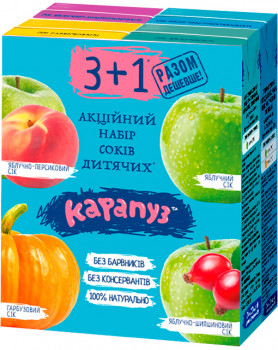 3+1
РАЗОМ
ДЕШЕВШЕ!
АКЦІЙНИЙ
НАБІР
СОКІВ
ДИТЯЧИХ*
ЯБЛУЧНО-ПЕРСИКОВИЙ
СІК
ЯБЛУЧНИЙ
СІК
Карапуз™
БЕЗ БАРВНИКІВ
БЕЗ КОНСЕРВАНТІВ
100% НАТУРАЛЬНО
ГАРБУЗОВИЙ
СІК
ЯБЛУЧНО-ШИПШИНОВИЙ
СІК